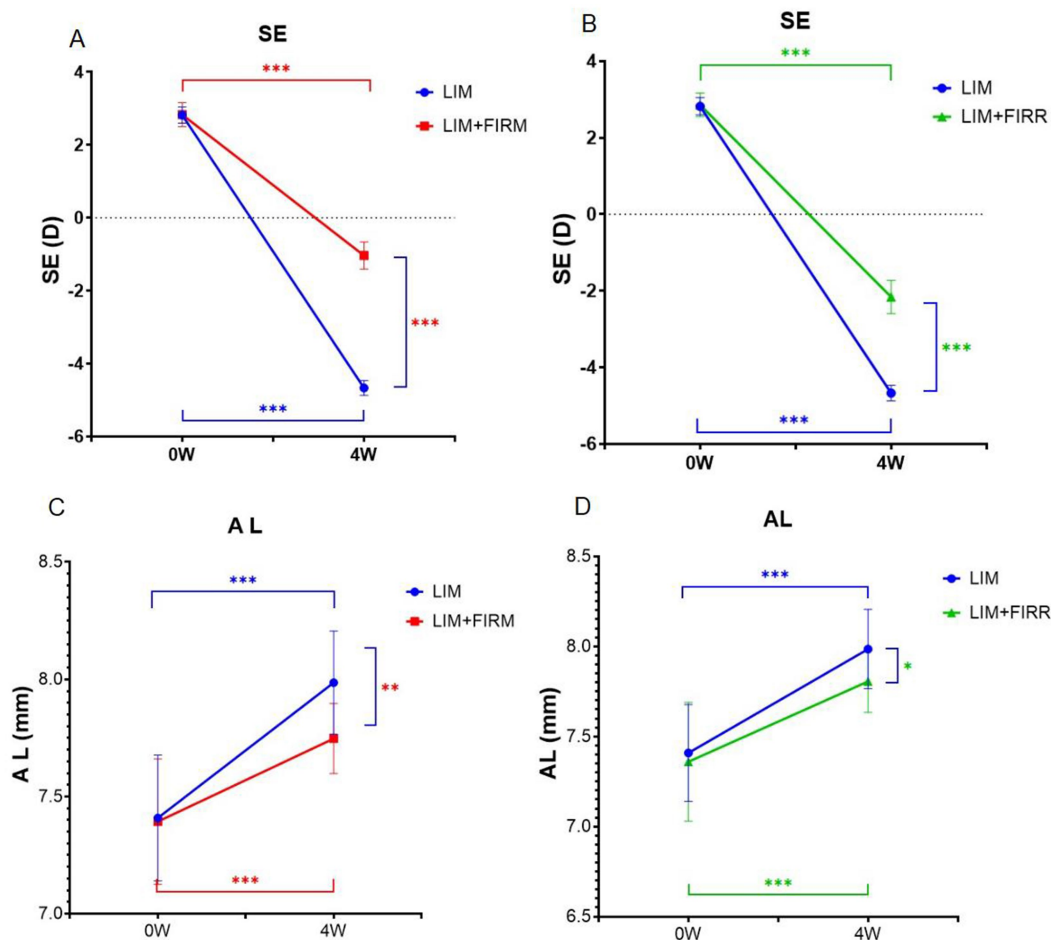 A
SE
LIM
LIM+FIRM
SE (D)
4
2
0
-2
-4
-6
0W
4W
***
***
***
B
SE
LIM
LIM+FIRR
SE (D)
4
2
0
-2
-4
-6
0W
4W
***
***
***
C
A L
LIM
LIM+FIRM
A L (mm)
8.5
8.0
7.5
7.0
0W
4W
***
**
***
D
AL
LIM
LIM+FIRR
AL (mm)
8.5
8.0
7.5
7.0
6.5
0W
4W
***
*
***